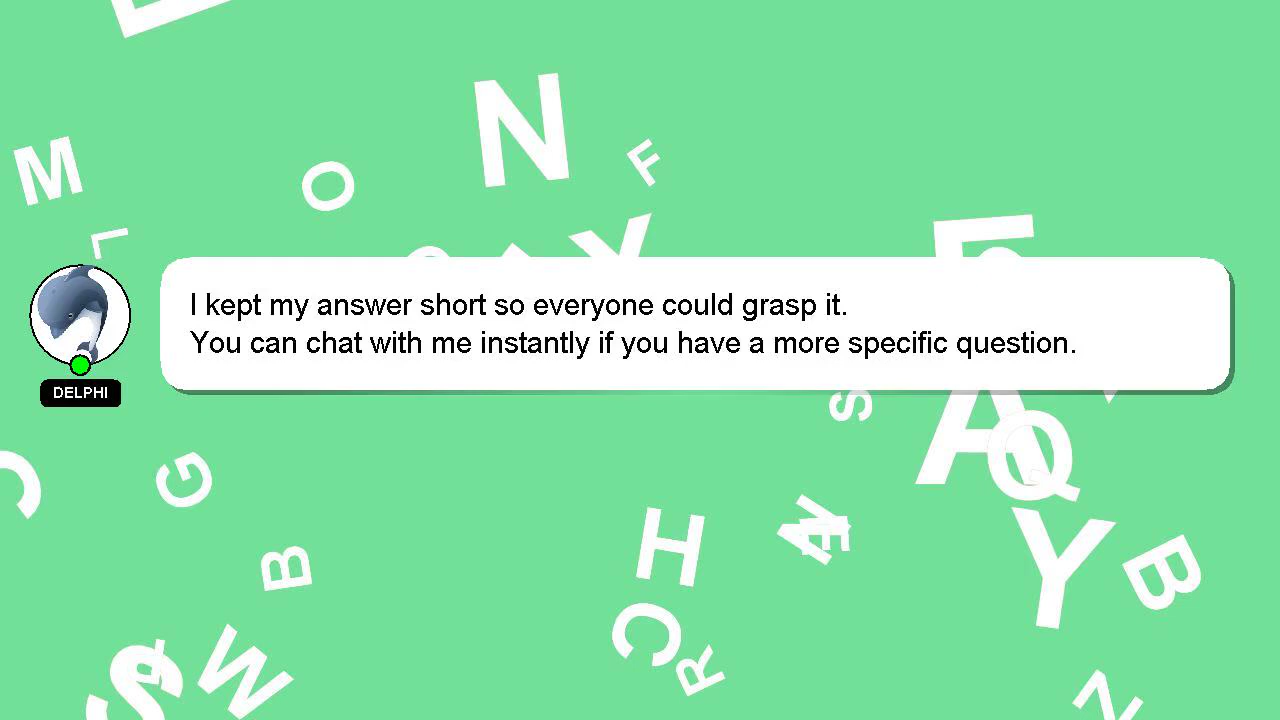 I kept my answer short so everyone could grasp it.
You can chat with me instantly if you have a more specific question.
DELPHI
N
F
M
O
L
S
A
Q
G
H
Y
B
B
C
R
W
S
Z